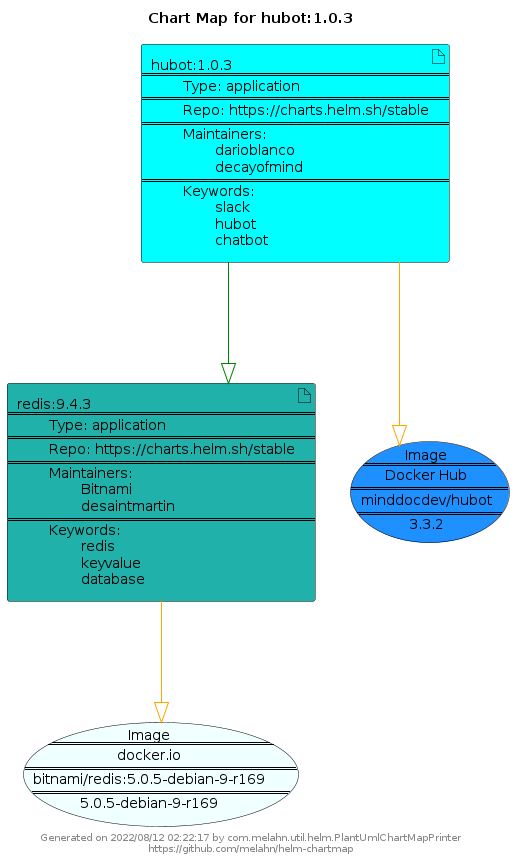 Chart Map for hubot:1.0.3
hubot:1.0.3
Type: application
Repo: https://charts.helm.sh/stable
Maintainers:
darioblanco
decayofmind
Keywords:
slack
hubot
chatbot
redis:9.4.3
Type: application
Repo: https://charts.helm.sh/stable
Maintainers:
Bitnami
desaintmartin
Keywords:
redis
keyvalue
database
Image
Docker Hub
minddocdev/hubot
3.3.2
Image
docker.io
bitnami/redis:5.0.5-debian-9-r169
5.0.5-debian-9-r169
Generated on 2022/08/12 02:22:17 by com.melahn.util.helm.PlantUmlChartMapPrinter
https://github.com/melahn/helm-chartmap